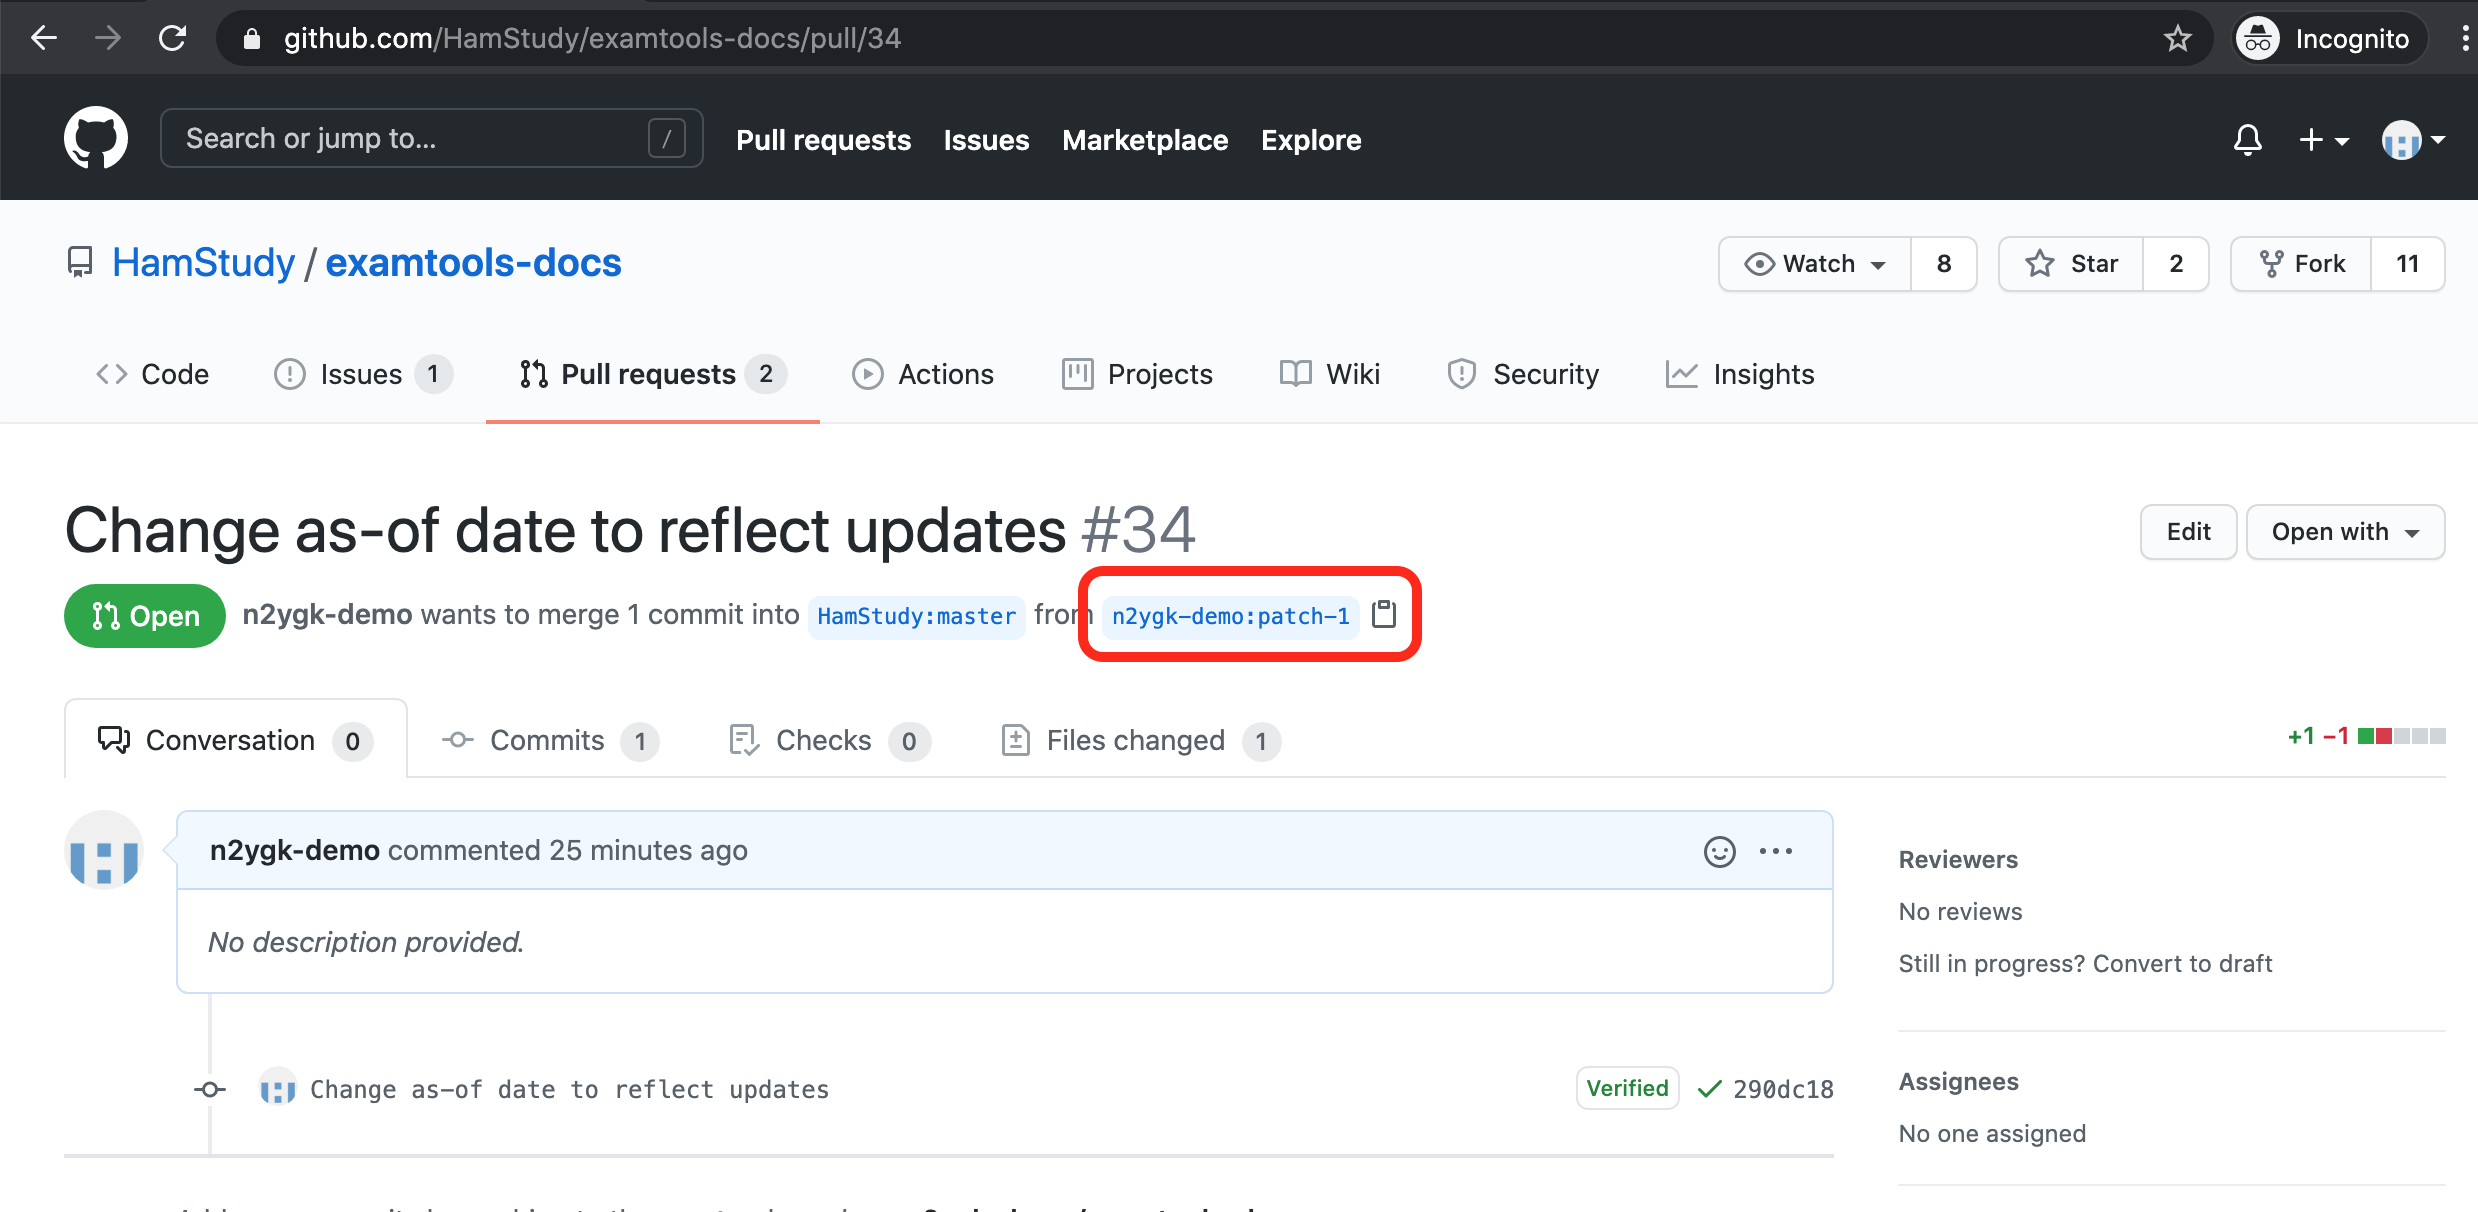 github.com/HamStudy/examtools-docs/pull/34 Incognito
Search or jump to... / Pull requests Issues Marketplace Explore
HamStudy / examtools-docs Watch 8 Star 2 Fork 11
Code Issues 1 Pull requests 2 Actions Projects Wiki Security Insights
Change as-of date to reflect updates #34 Edit Open with
Open n2ygk-demo wants to merge 1 commit into HamStudy:master from n2ygk-demo:patch-1
Conversation 0 Commits 1 Checks 0 Files changed 1 +1 −1
n2ygk-demo commented 25 minutes ago
No description provided.
Reviewers
No reviews
Still in progress? Convert to draft
Change as-of date to reflect updates Verified 290dc18
Assignees
No one assigned